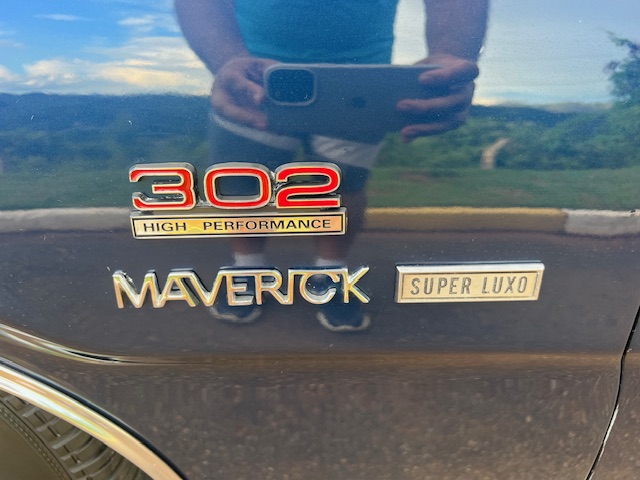 302
HIGH PERFORMANCE
MAVERICK
SUPER LUXO